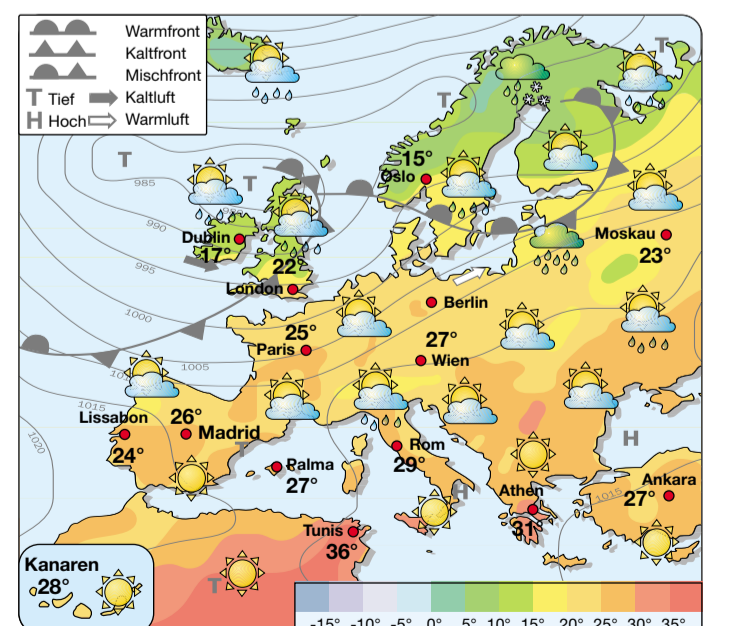 Warmfront
Kaltfront
Mischfront
T Tief Kaltluft
H Hoch Warmluft
T
T
T
T
985
990
995
1000
1005
1015
1020
1015
15°
Oslo
Dublin
17°
22°
London
Moskau
23°
Berlin
25°
Paris
27°
Wien
Lissabon
24°
26°
Madrid
T
Palma
27°
Rom
29°
H
H
Athen
31°
Ankara
27°
Tunis
36°
T
Kanaren
28°
-15° -10° -5° 0° 5° 10° 15° 20° 25° 30° 35°